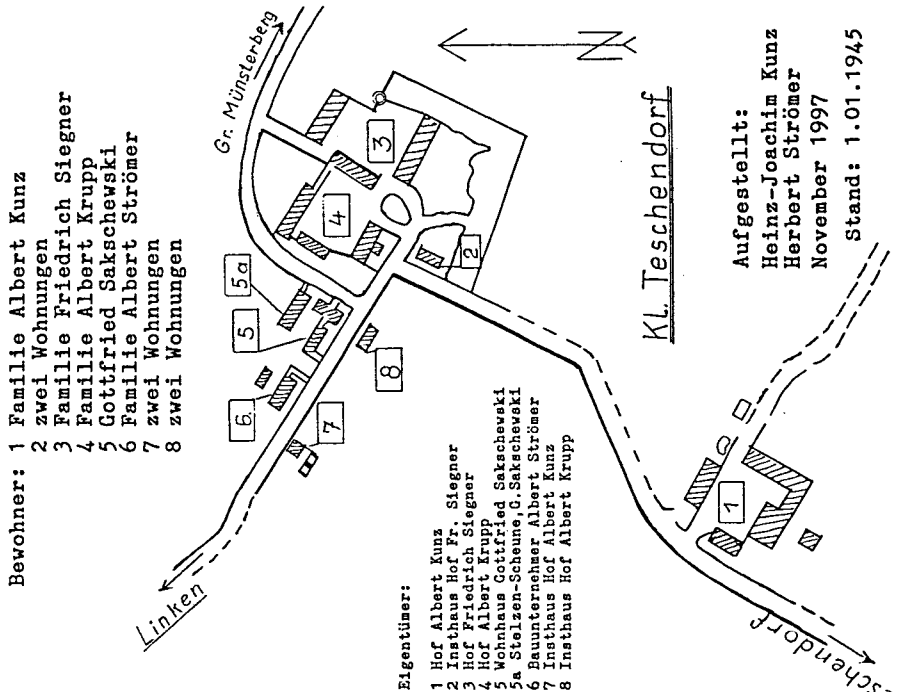 Bewohner:
1 Familie Albert Kunz
2 zwei Wohnungen
3 Familie Friedrich Siegner
4 Familie Albert Krupp
5 Gottfried Sakschewski
6 Familie Albert Strömer
7 zwei Wohnungen
8 zwei Wohnungen
Eigentümer:
1 Hof Albert Kunz
2 Insthaus Hof Fr. Siegner
3 Hof Friedrich Siegner
4 Hof Albert Krupp
5 Wohnhaus Gottfried Sakschewski
5a Stelzen-Scheune,G.Sakschewski
6 Bauunternehmer Albert Strömer
7 Insthaus Hof Albert Kunz
8 Insthaus Hof Albert Krupp
Linken
Gr. Münsterberg
N
5a
5
6
7
8
4
3
2
1
Kl. Teschendorf
Aufgestellt:
Heinz-Joachim Kunz
Herbert Strömer
November 1997
Stand: 1.01.1945
eschendorf